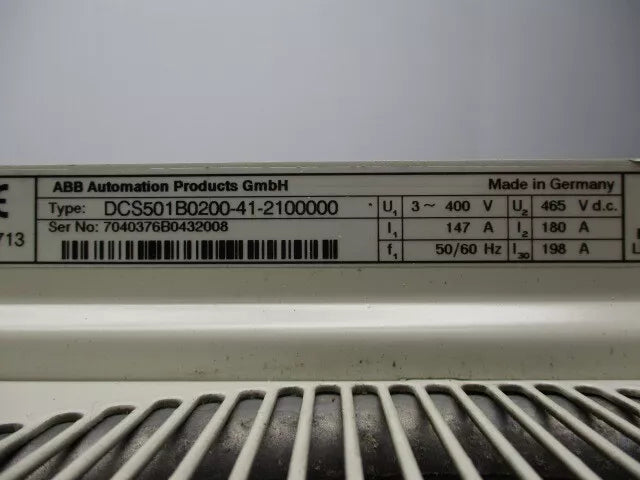 ABB Automation Products GmbH Made in Germany
Type: DCS501B0200-41-2100000 U1 3~ 400 V U2 465 V d.c.
Ser No: 7040376B0432008 I1 147 A I2 180 A
713 f1 50/60 Hz I30 198 A